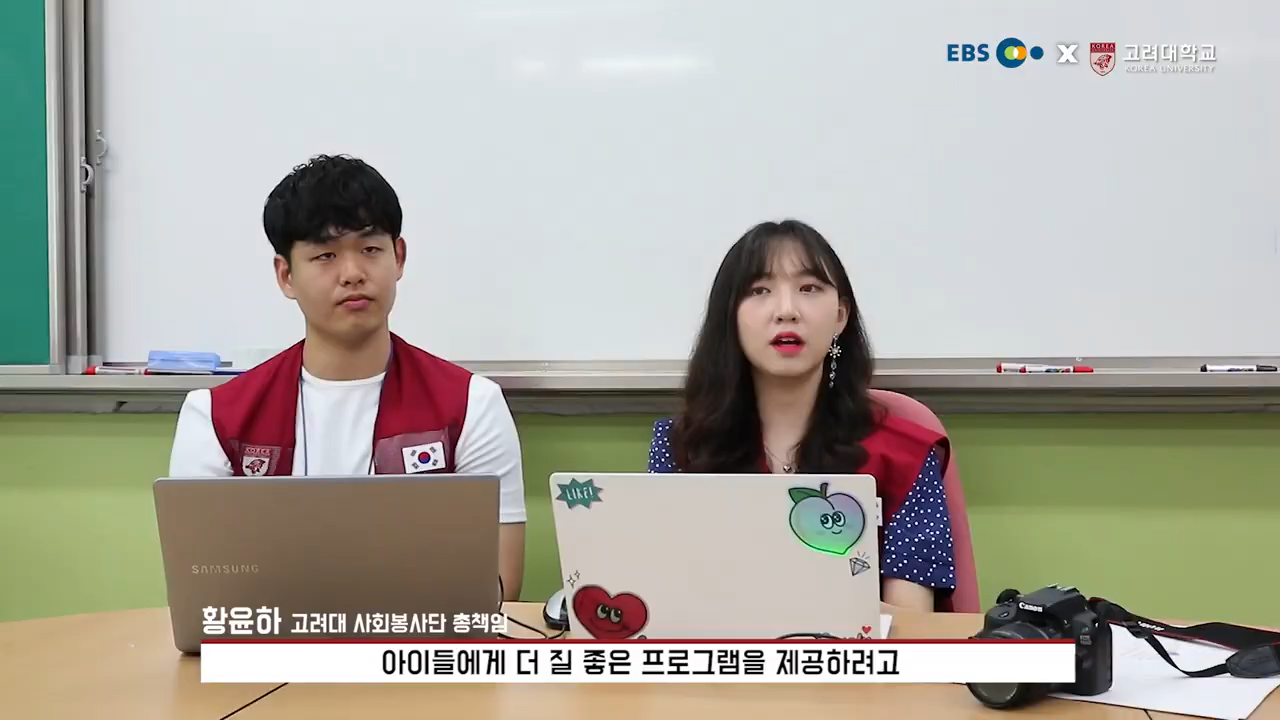 EBS X KOREA 고려대학교
KOREA UNIVERSITY
KOREA
LIKE!
SAMSUNG
Canon
황윤하 고려대 사회봉사단 총책임
아이들에게 더 질 좋은 프로그램을 제공하려고